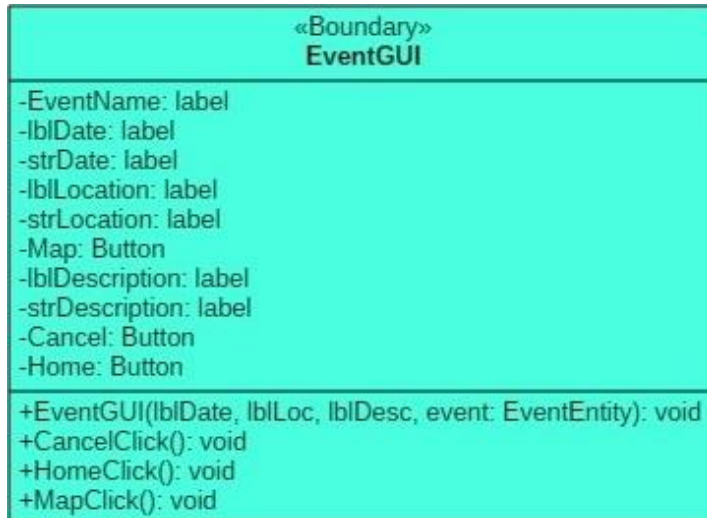 «Boundary»
EventGUI
-EventName: label
-lblDate: label
-strDate: label
-lblLocation: label
-strLocation: label
-Map: Button
-lblDescription: label
-strDescription: label
-Cancel: Button
-Home: Button
+EventGUI(lblDate, lblLoc, lblDesc, event: EventEntity): void
+CancelClick(): void
+HomeClick(): void
+MapClick(): void